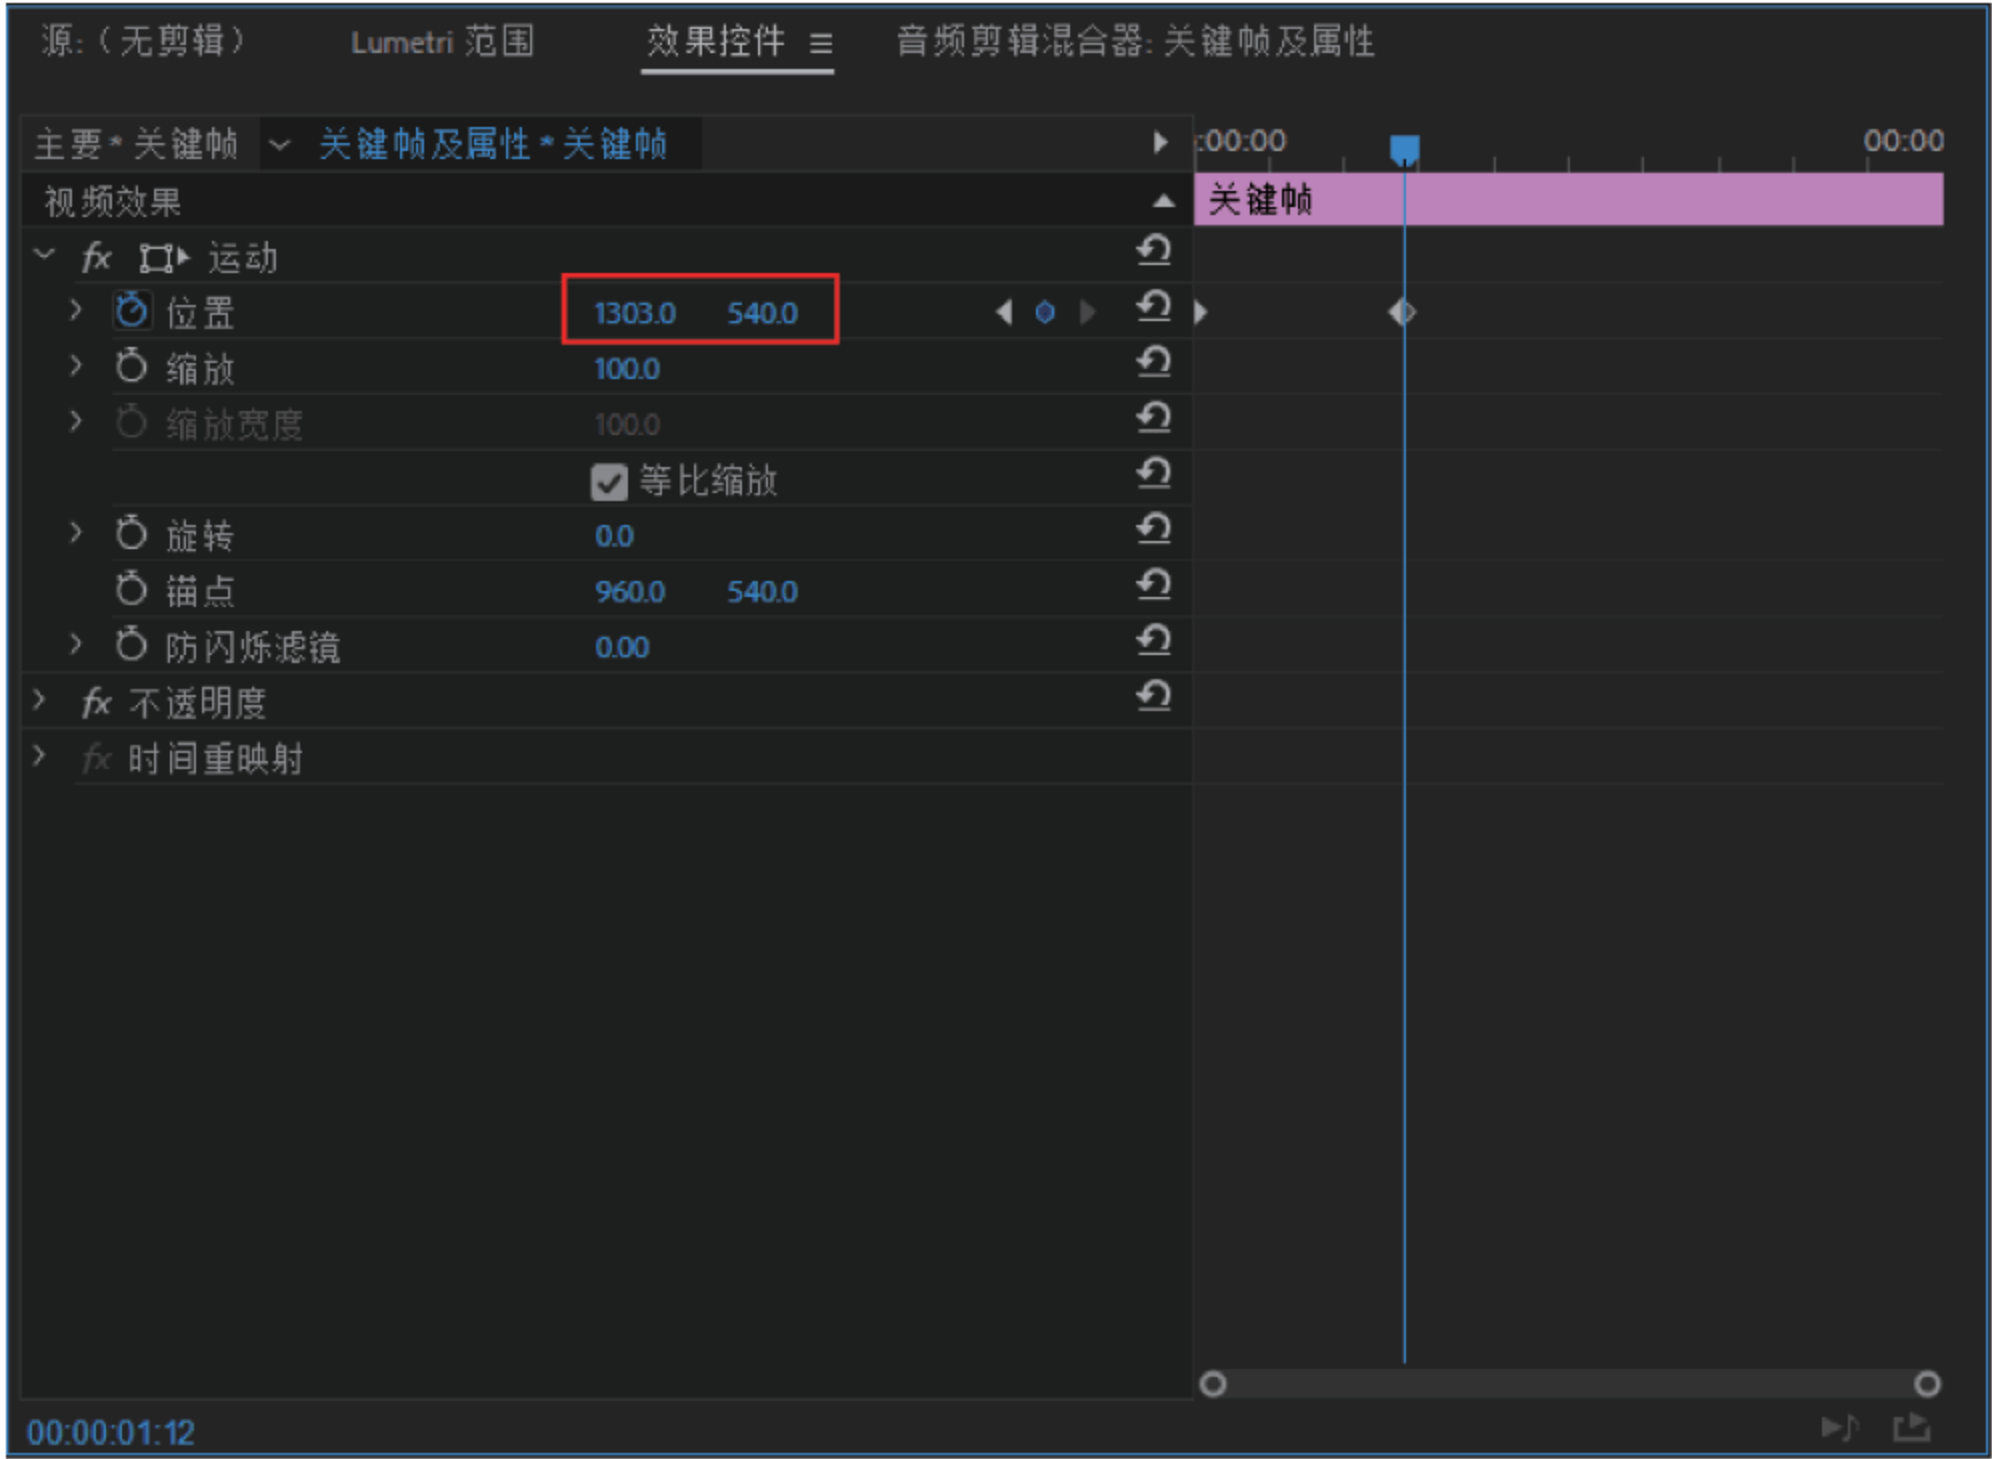 源:（无剪辑） Lumetri 范围 效果控件 音频剪辑混合器: 关键帧及属性
主要*关键帧 关键帧及属性*关键帧 :00:00 00:00
视频效果 关键帧
fx 运动
位置 1303.0 540.0
缩放 100.0
缩放宽度 100.0
等比缩放
旋转 0.0
锚点 960.0 540.0
防闪烁滤镜 0.00
fx 不透明度
fx 时间重映射
00:00:01:12